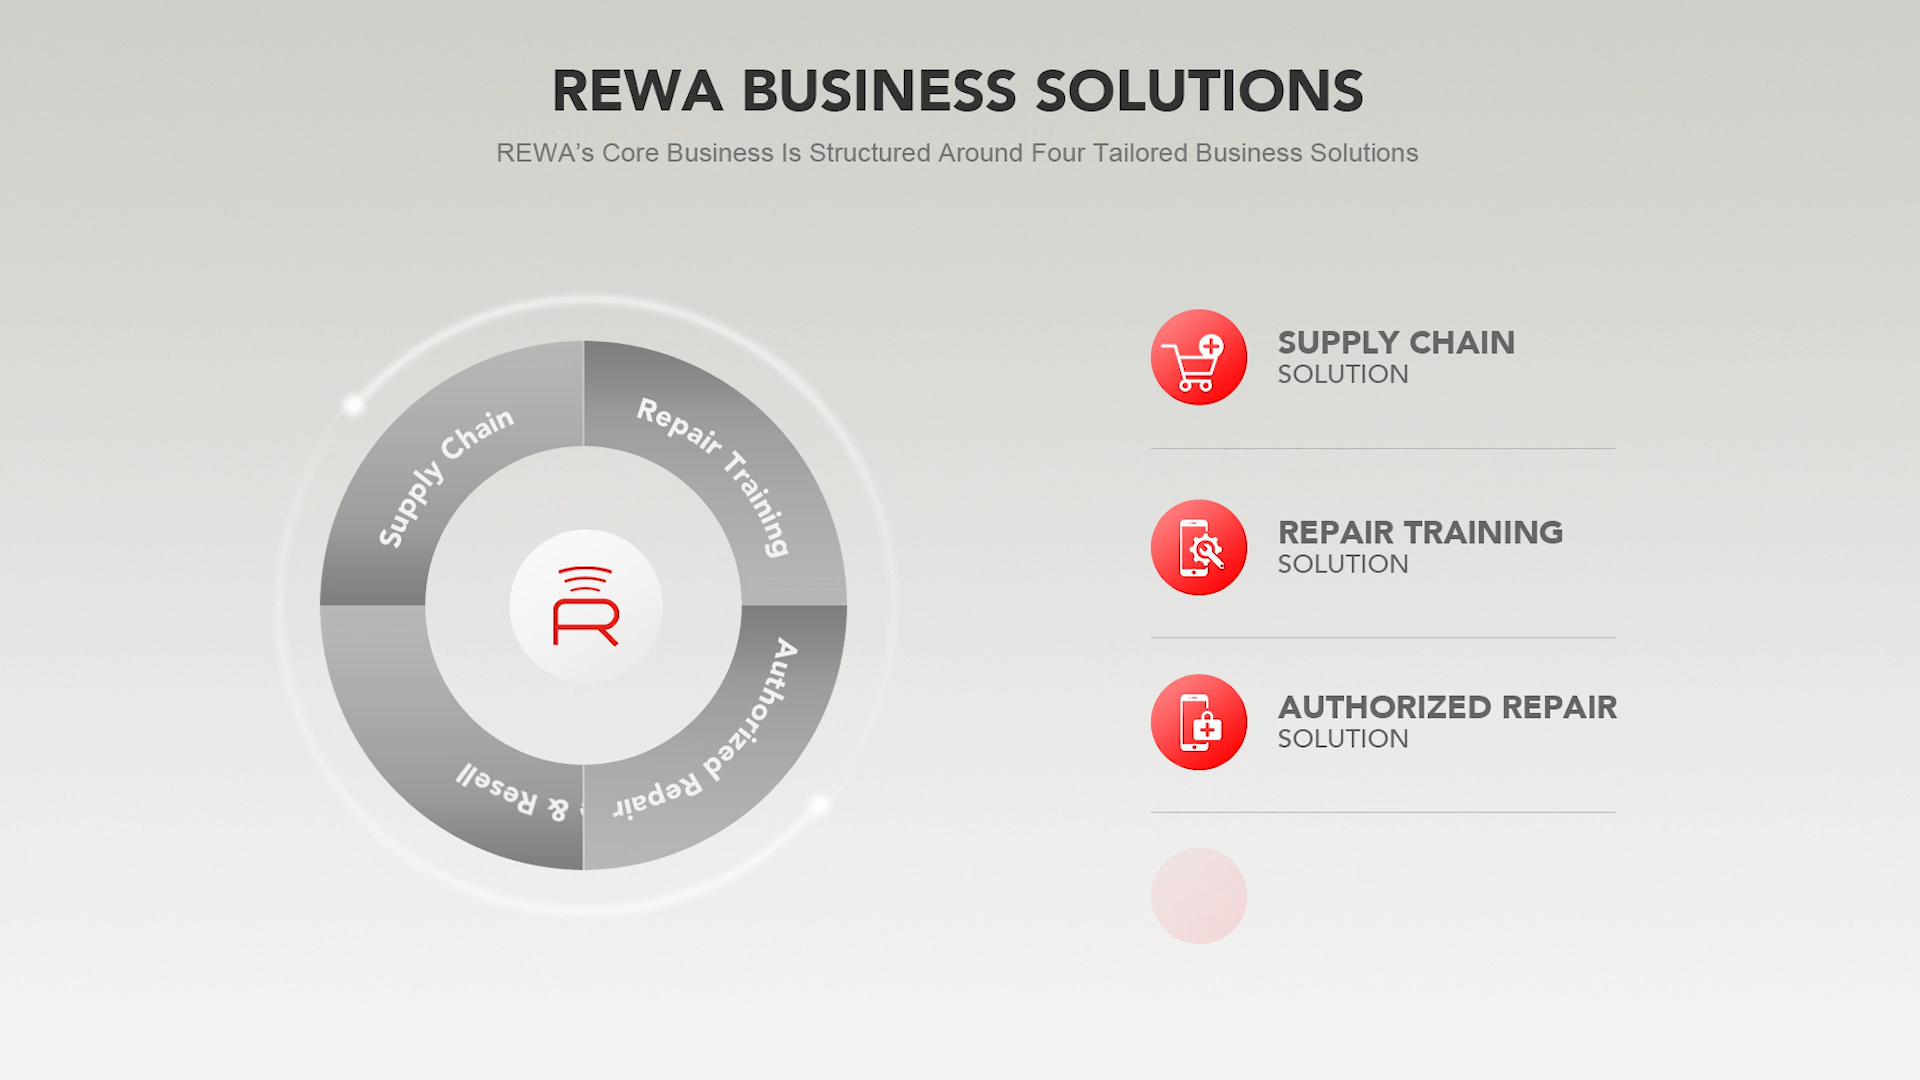 REWA BUSINESS SOLUTIONS
REWA’s Core Business Is Structured Around Four Tailored Business Solutions
Supply Chain
Repair Training
Authorized Repair
& Resell
SUPPLY CHAIN
SOLUTION
REPAIR TRAINING
SOLUTION
AUTHORIZED REPAIR
SOLUTION